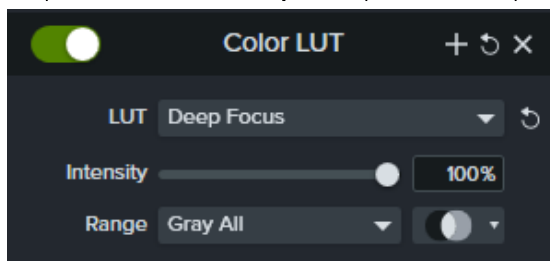 Color LUT
LUT Deep Focus
Intensity 100%
Range Gray All